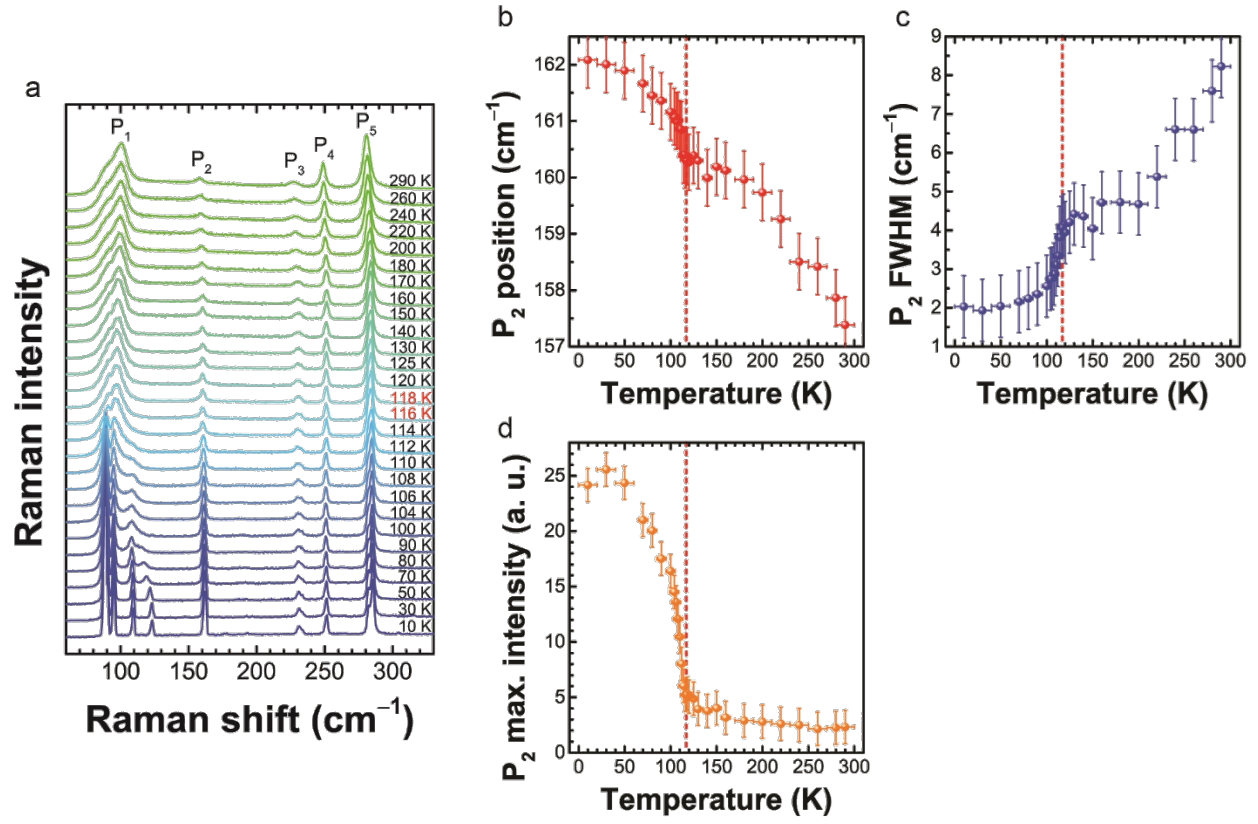 a
P₁
P₂
P₃
P₄
P₅
290 K
260 K
240 K
220 K
200 K
180 K
170 K
160 K
150 K
140 K
130 K
125 K
120 K
118 K
116 K
114 K
112 K
110 K
108 K
106 K
104 K
100 K
90 K
80 K
70 K
50 K
30 K
10 K
Raman intensity
100 150 200 250 300
Raman shift (cm⁻¹)
b
162
161
160
159
158
157
P₂ position (cm⁻¹)
0 50 100 150 200 250 300
Temperature (K)
c
9
8
7
6
5
4
3
2
1
P₂ FWHM (cm⁻¹)
0 50 100 150 200 250 300
Temperature (K)
d
25
20
15
10
5
0
P₂ max. intensity (a. u.)
0 50 100 150 200 250 300
Temperature (K)